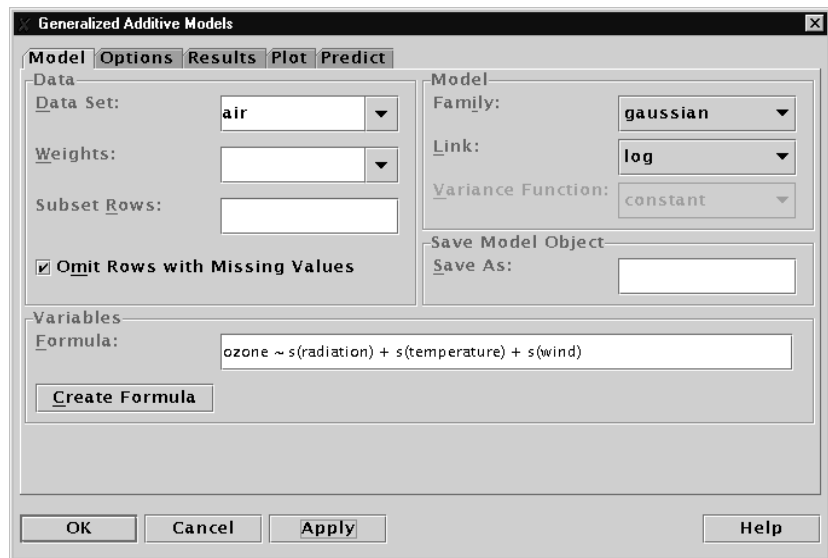 Generalized Additive Models
Model Options Results Plot Predict
Data
Data Set: air
Weights:
Subset Rows:
Omit Rows with Missing Values
Model
Family: gaussian
Link: log
Variance Function: constant
Save Model Object
Save As:
Variables
Formula: ozone ~ s(radiation) + s(temperature) + s(wind)
Create Formula
OK Cancel Apply Help